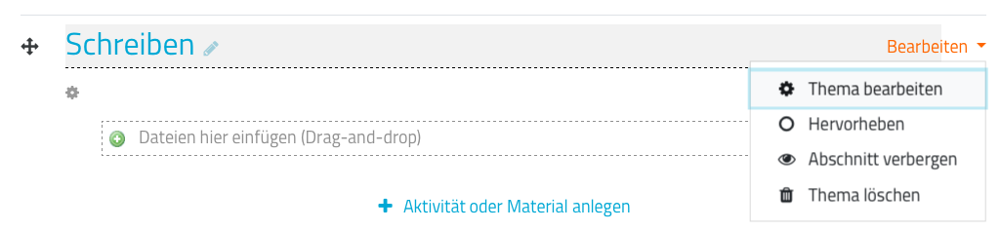 Schreiben
Bearbeiten
Thema bearbeiten
Hervorheben
Dateien hier einfügen (Drag-and-drop)
Abschnitt verbergen
Thema löschen
Aktivität oder Material anlegen